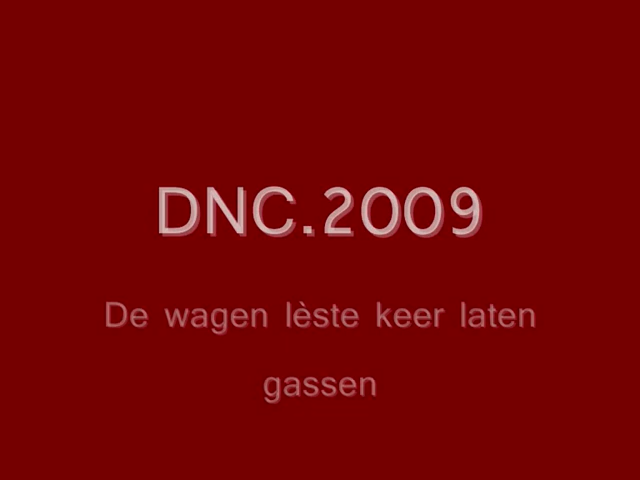 DNC.2009
De wagen lèste keer laten
gassen